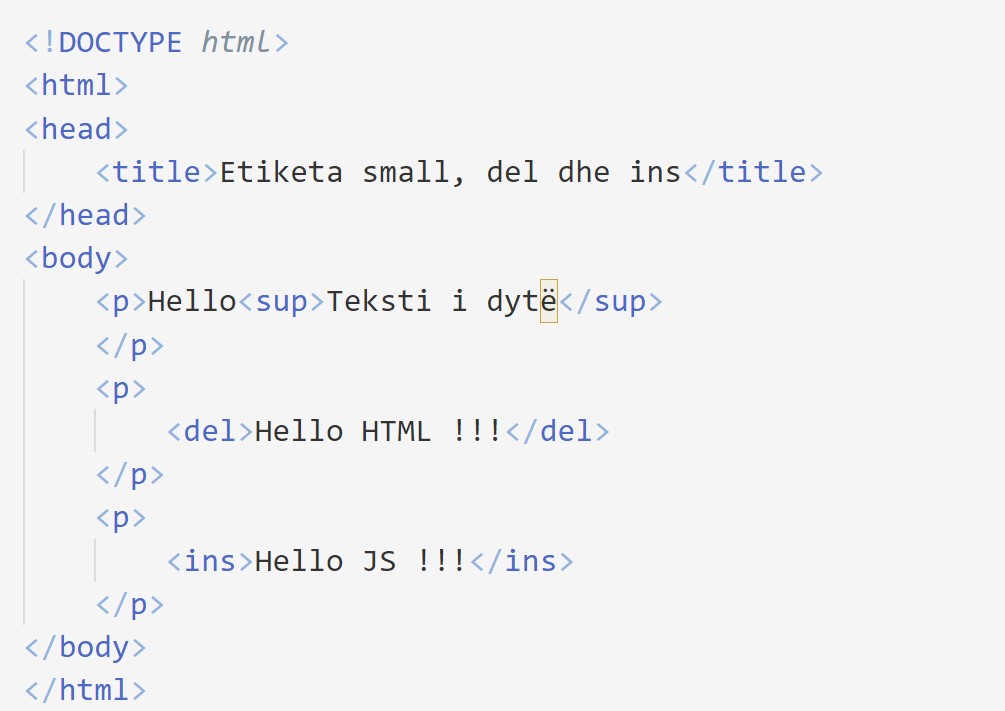 <!DOCTYPE html>
<html>
<head>
    <title>Etiketa small, del dhe ins</title>
</head>
<body>
    <p>Hello<sup>Teksti i dytë</sup>
    </p>
    <p>
        <del>Hello HTML !!!</del>
    </p>
    <p>
        <ins>Hello JS !!!</ins>
    </p>
</body>
</html>